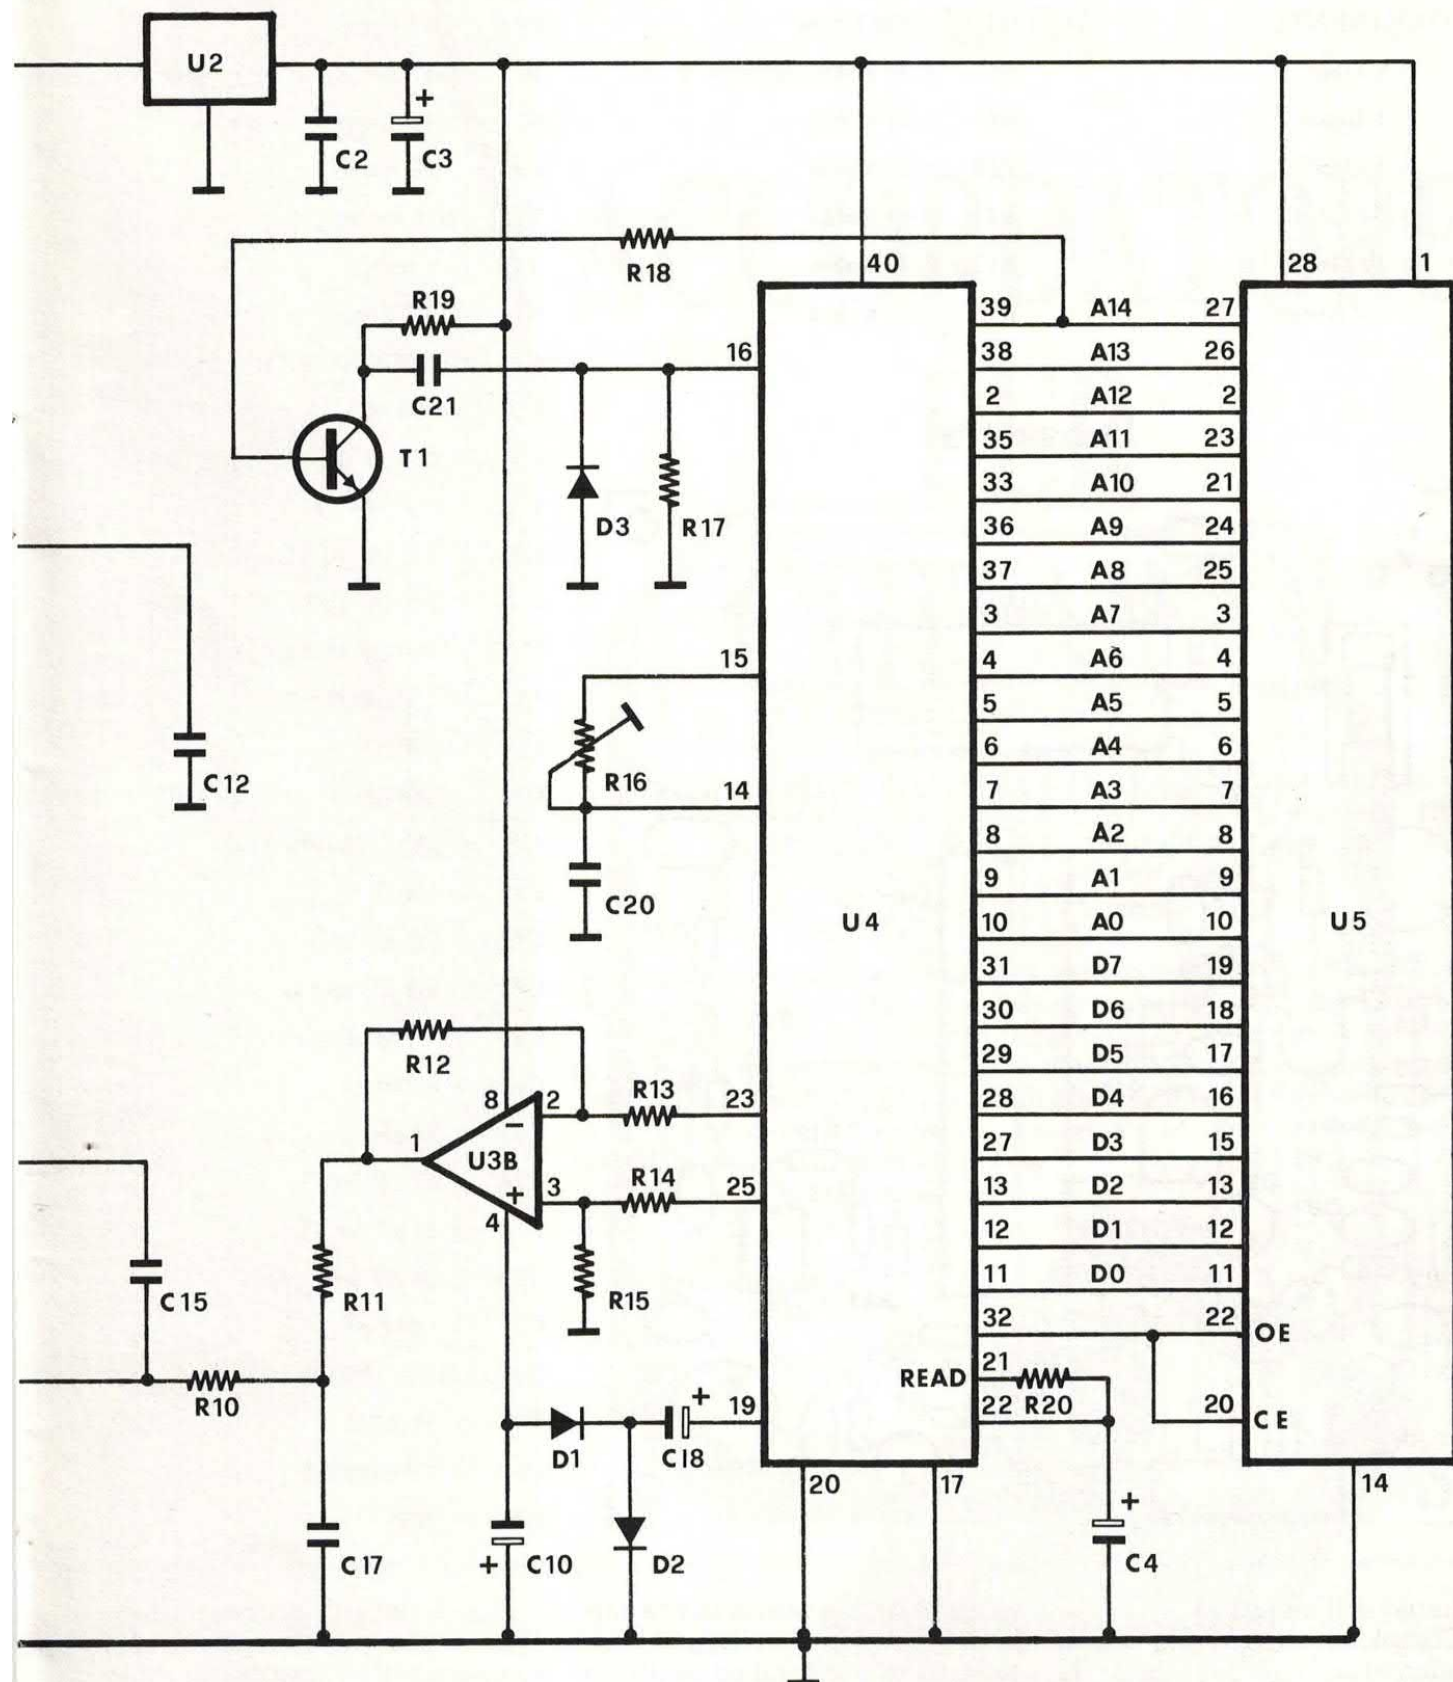 U2
+
C2
C3
R18
40
28
1
R19
39 A14 27
16
38 A13 26
C21
2 A12 2
35 A11 23
T1
33 A10 21
D3
R17
36 A9 24
37 A8 25
3 A7 3
15
4 A6 4
5 A5 5
6 A4 6
C12
R16
14
7 A3 7
8 A2 8
9 A1 9
C20
U4
10 A0 10
U5
31 D7 19
30 D6 18
R12
29 D5 17
8
2
R13
23
28 D4 16
−
1
U3B
27 D3 15
+
3
R14
25
13 D2 13
4
12 D1 12
C15
R11
R15
11 D0 11
32
22
OE
READ
21
R10
+
19
22
R20
20
CE
D1
C18
20
17
14
+
C17
+
C10
D2
C4